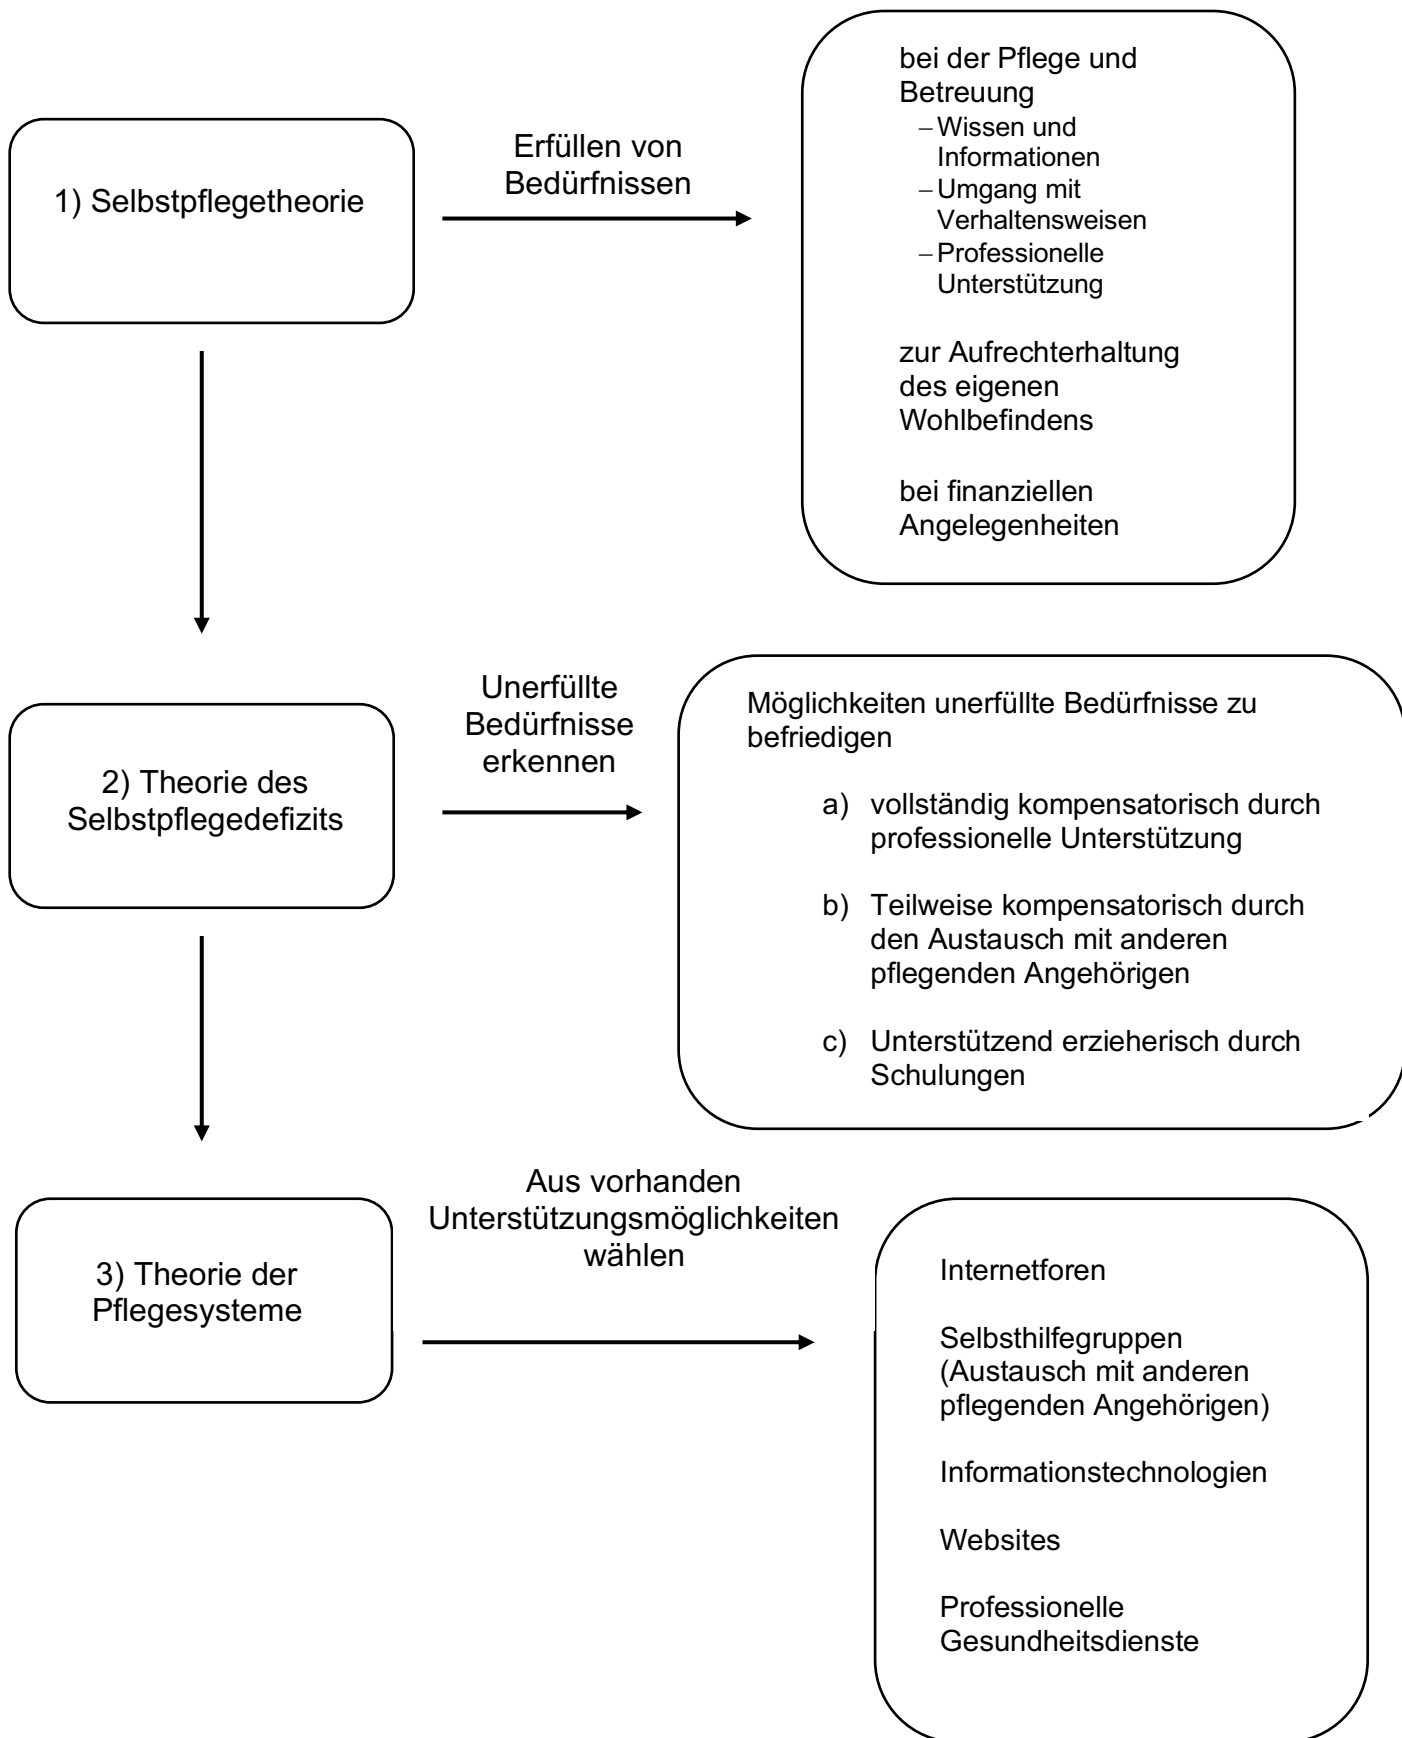 1) Selbstpflegetheorie
Erfüllen von
Bedürfnissen
bei der Pflege und
Betreuung
– Wissen und
Informationen
– Umgang mit
Verhaltensweisen
– Professionelle
Unterstützung
zur Aufrechterhaltung
des eigenen
Wohlbefindens
bei finanziellen
Angelegenheiten
2) Theorie des
Selbstpflegedefizits
Unerfüllte
Bedürfnisse
erkennen
Möglichkeiten unerfüllte Bedürfnisse zu
befriedigen
a) vollständig kompensatorisch durch
professionelle Unterstützung
b) Teilweise kompensatorisch durch
den Austausch mit anderen
pflegenden Angehörigen
c) Unterstützend erzieherisch durch
Schulungen
3) Theorie der
Pflegesysteme
Aus vorhanden
Unterstützungsmöglichkeiten
wählen
Internetforen
Selbsthilfegruppen
(Austausch mit anderen
pflegenden Angehörigen)
Informationstechnologien
Websites
Professionelle
Gesundheitsdienste